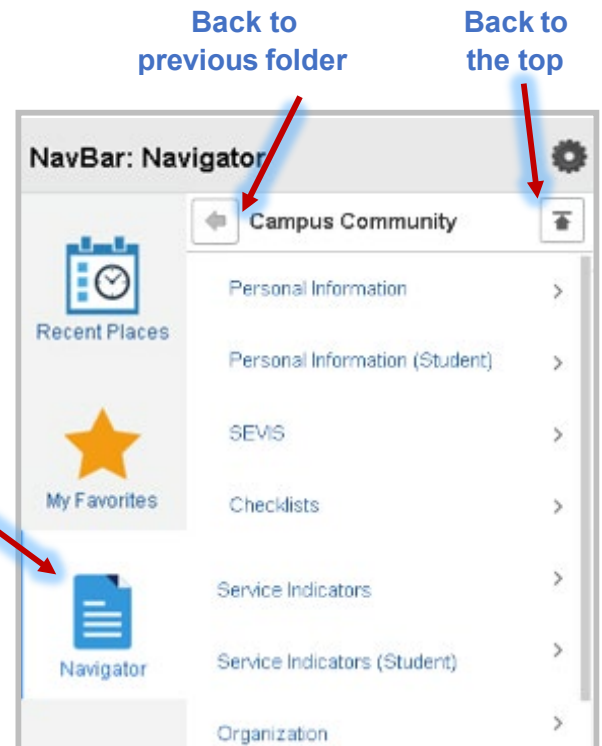 Back to
previous folder
Back to
the top
NavBar: Navigator
Campus Community
Recent Places
My Favorites
Navigator
Personal Information
Personal Information (Student)
SEVIS
Checklists
Service Indicators
Service Indicators (Student)
Organization